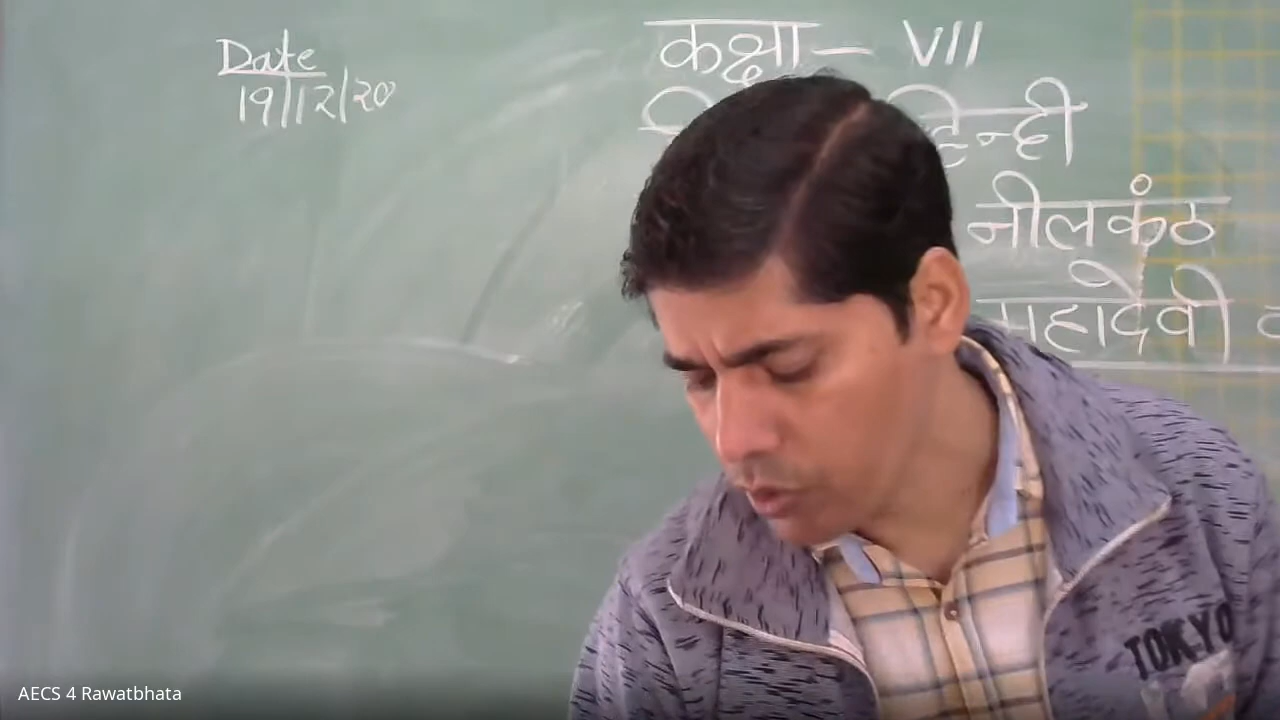 Date
19/12/20
कक्षा - VII
हिन्दी
नीलकंठ
महादेवी
TOKYO
AECS 4 Rawatbhata